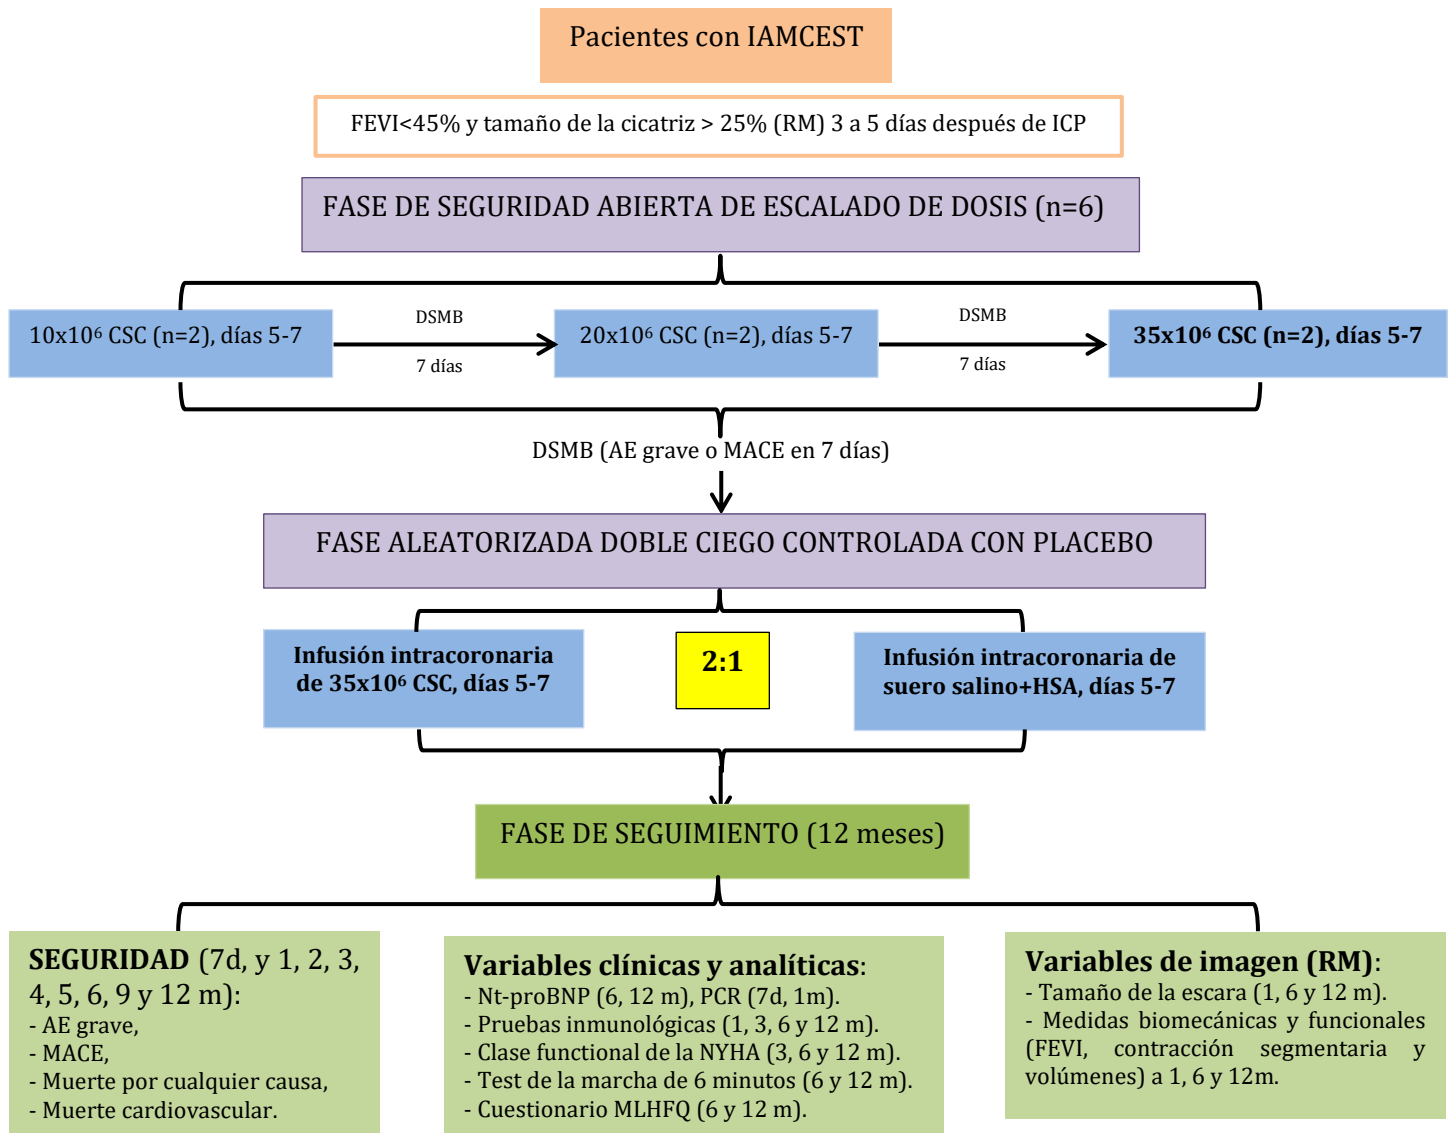 Pacientes con IAMCEST
FEVI<45% y tamaño de la cicatriz > 25% (RM) 3 a 5 días después de ICP
FASE DE SEGURIDAD ABIERTA DE ESCALADO DE DOSIS (n=6)
10x10⁶ CSC (n=2), días 5-7
DSMB
7 días
20x10⁶ CSC (n=2), días 5-7
DSMB
7 días
35x10⁶ CSC (n=2), días 5-7
DSMB (AE grave o MACE en 7 días)
FASE ALEATORIZADA DOBLE CIEGO CONTROLADA CON PLACEBO
Infusión intracoronaria
de 35x10⁶ CSC, días 5-7
2:1
Infusión intracoronaria de
suero salino+HSA, días 5-7
FASE DE SEGUIMIENTO (12 meses)
SEGURIDAD (7d, y 1, 2, 3,
4, 5, 6, 9 y 12 m):
- AE grave,
- MACE,
- Muerte por cualquier causa,
- Muerte cardiovascular.
Variables clínicas y analíticas:
- Nt-proBNP (6, 12 m), PCR (7d, 1m).
- Pruebas inmunológicas (1, 3, 6 y 12 m).
- Clase functional de la NYHA (3, 6 y 12 m).
- Test de la marcha de 6 minutos (6 y 12 m).
- Cuestionario MLHFQ (6 y 12 m).
Variables de imagen (RM):
- Tamaño de la escara (1, 6 y 12 m).
- Medidas biomecánicas y funcionales
(FEVI, contracción segmentaria y
volúmenes) a 1, 6 y 12m.